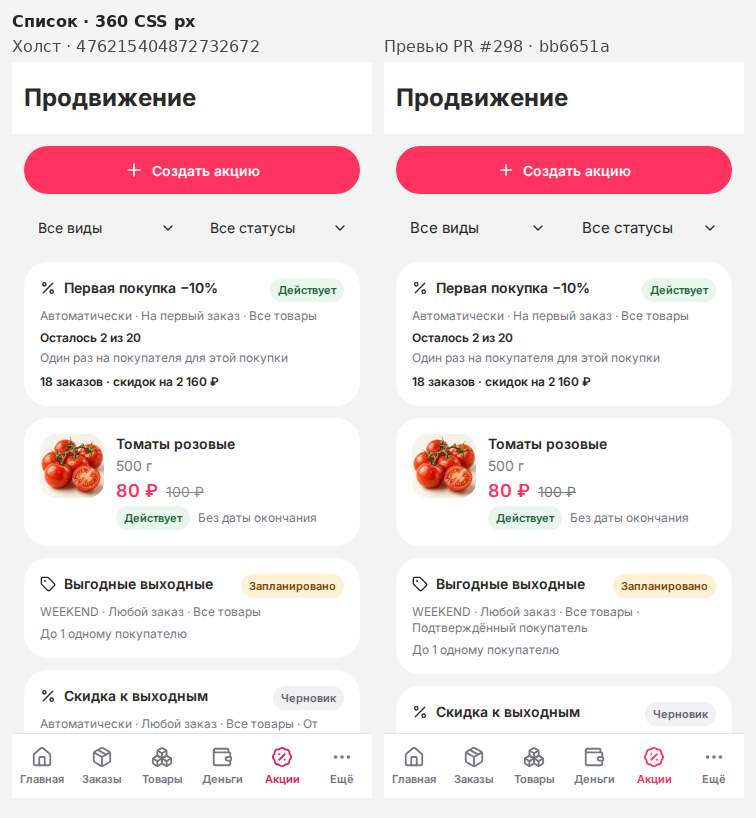 Список · 360 CSS px
Холст · 476215404872732672
Продвижение
Создать акцию
Все виды
Все статусы
Первая покупка −10%
Действует
Автоматически · На первый заказ · Все товары
Осталось 2 из 20
Один раз на покупателя для этой покупки
18 заказов · скидок на 2 160 ₽
Томаты розовые
500 г
80 ₽ 100 ₽
Действует Без даты окончания
Выгодные выходные
Запланировано
WEEKEND · Любой заказ · Все товары
До 1 одному покупателю
Скидка к выходным
Черновик
Автоматически · Любой заказ · Все товары · От
Главная Заказы Товары Деньги Акции Ещё
Превью PR #298 · bb6651a
Продвижение
Создать акцию
Все виды
Все статусы
Первая покупка −10%
Действует
Автоматически · На первый заказ · Все товары
Осталось 2 из 20
Один раз на покупателя для этой покупки
18 заказов · скидок на 2 160 ₽
Томаты розовые
500 г
80 ₽ 100 ₽
Действует Без даты окончания
Выгодные выходные
Запланировано
WEEKEND · Любой заказ · Все товары ·
Подтверждённый покупатель
До 1 одному покупателю
Скидка к выходным
Черновик
Главная Заказы Товары Деньги Акции Ещё